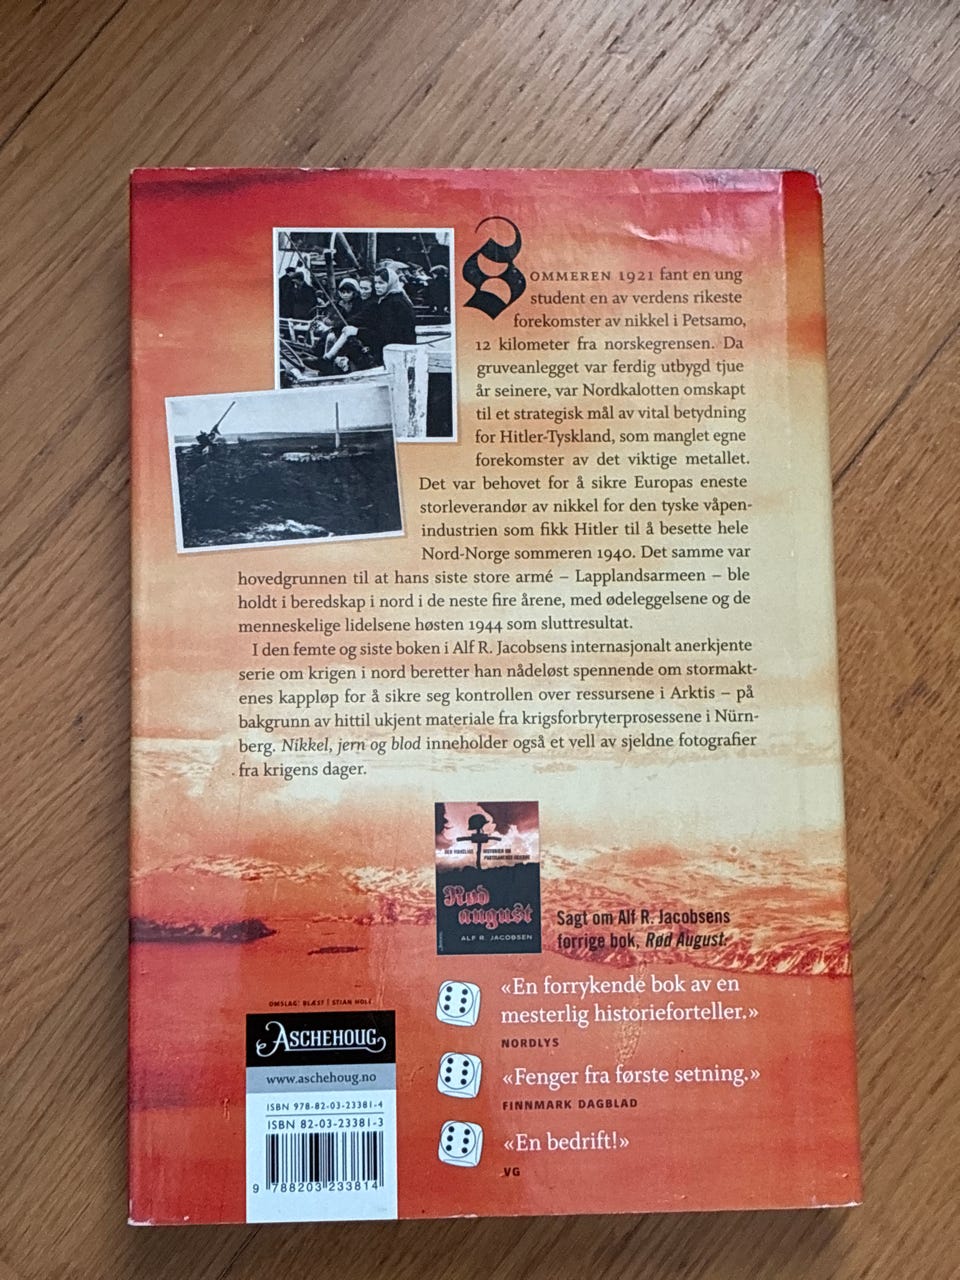 SOMMEREN 1921 fant en ung
student en av verdens rikeste
forekomster av nikkel i Petsamo,
12 kilometer fra norskegrensen. Da
gruveanlegget var ferdig utbygd tjue
år seinere, var Nordkalotten omskapt
til et strategisk mål av vital betydning
for Hitler-Tyskland, som manglet egne
forekomster av det viktige metallet.
Det var behovet for å sikre Europas eneste
storleverandør av nikkel for den tyske våpen-
industrien som fikk Hitler til å besette hele
Nord-Norge sommeren 1940. Det samme var
hovedgrunnen til at hans siste store armé – Lapplandsarmeen – ble
holdt i beredskap i nord i de neste fire årene, med ødeleggelsene og de
menneskelige lidelsene høsten 1944 som sluttresultat.
I den femte og siste boken i Alf R. Jacobsens internasjonalt anerkjente
serie om krigen i nord beretter han nådeløst spennende om stormakt-
enes kappløp for å sikre seg kontrollen over ressursene i Arktis – på
bakgrunn av hittil ukjent materiale fra krigsforbryterprosessene i Nürn-
berg. Nikkel, jern og blod inneholder også et vell av sjeldne fotografier
fra krigens dager.
DEN VIRKELIGE HISTORIEN OM
PARTISANENES SKJEBNE
Rød
august
ALF R. JACOBSEN
Sagt om Alf R. Jacobsens
forrige bok, Rød August:
«En forrykende bok av en
mesterlig historieforteller.»
NORDLYS
«Fenger fra første setning.»
FINNMARK DAGBLAD
«En bedrift!»
VG
OMSLAG: BLÆST / STIAN HOLE
ASCHEHOUG
www.aschehoug.no
ISBN 978-82-03-23381-4
ISBN 82-03-23381-3
9 788203 233814